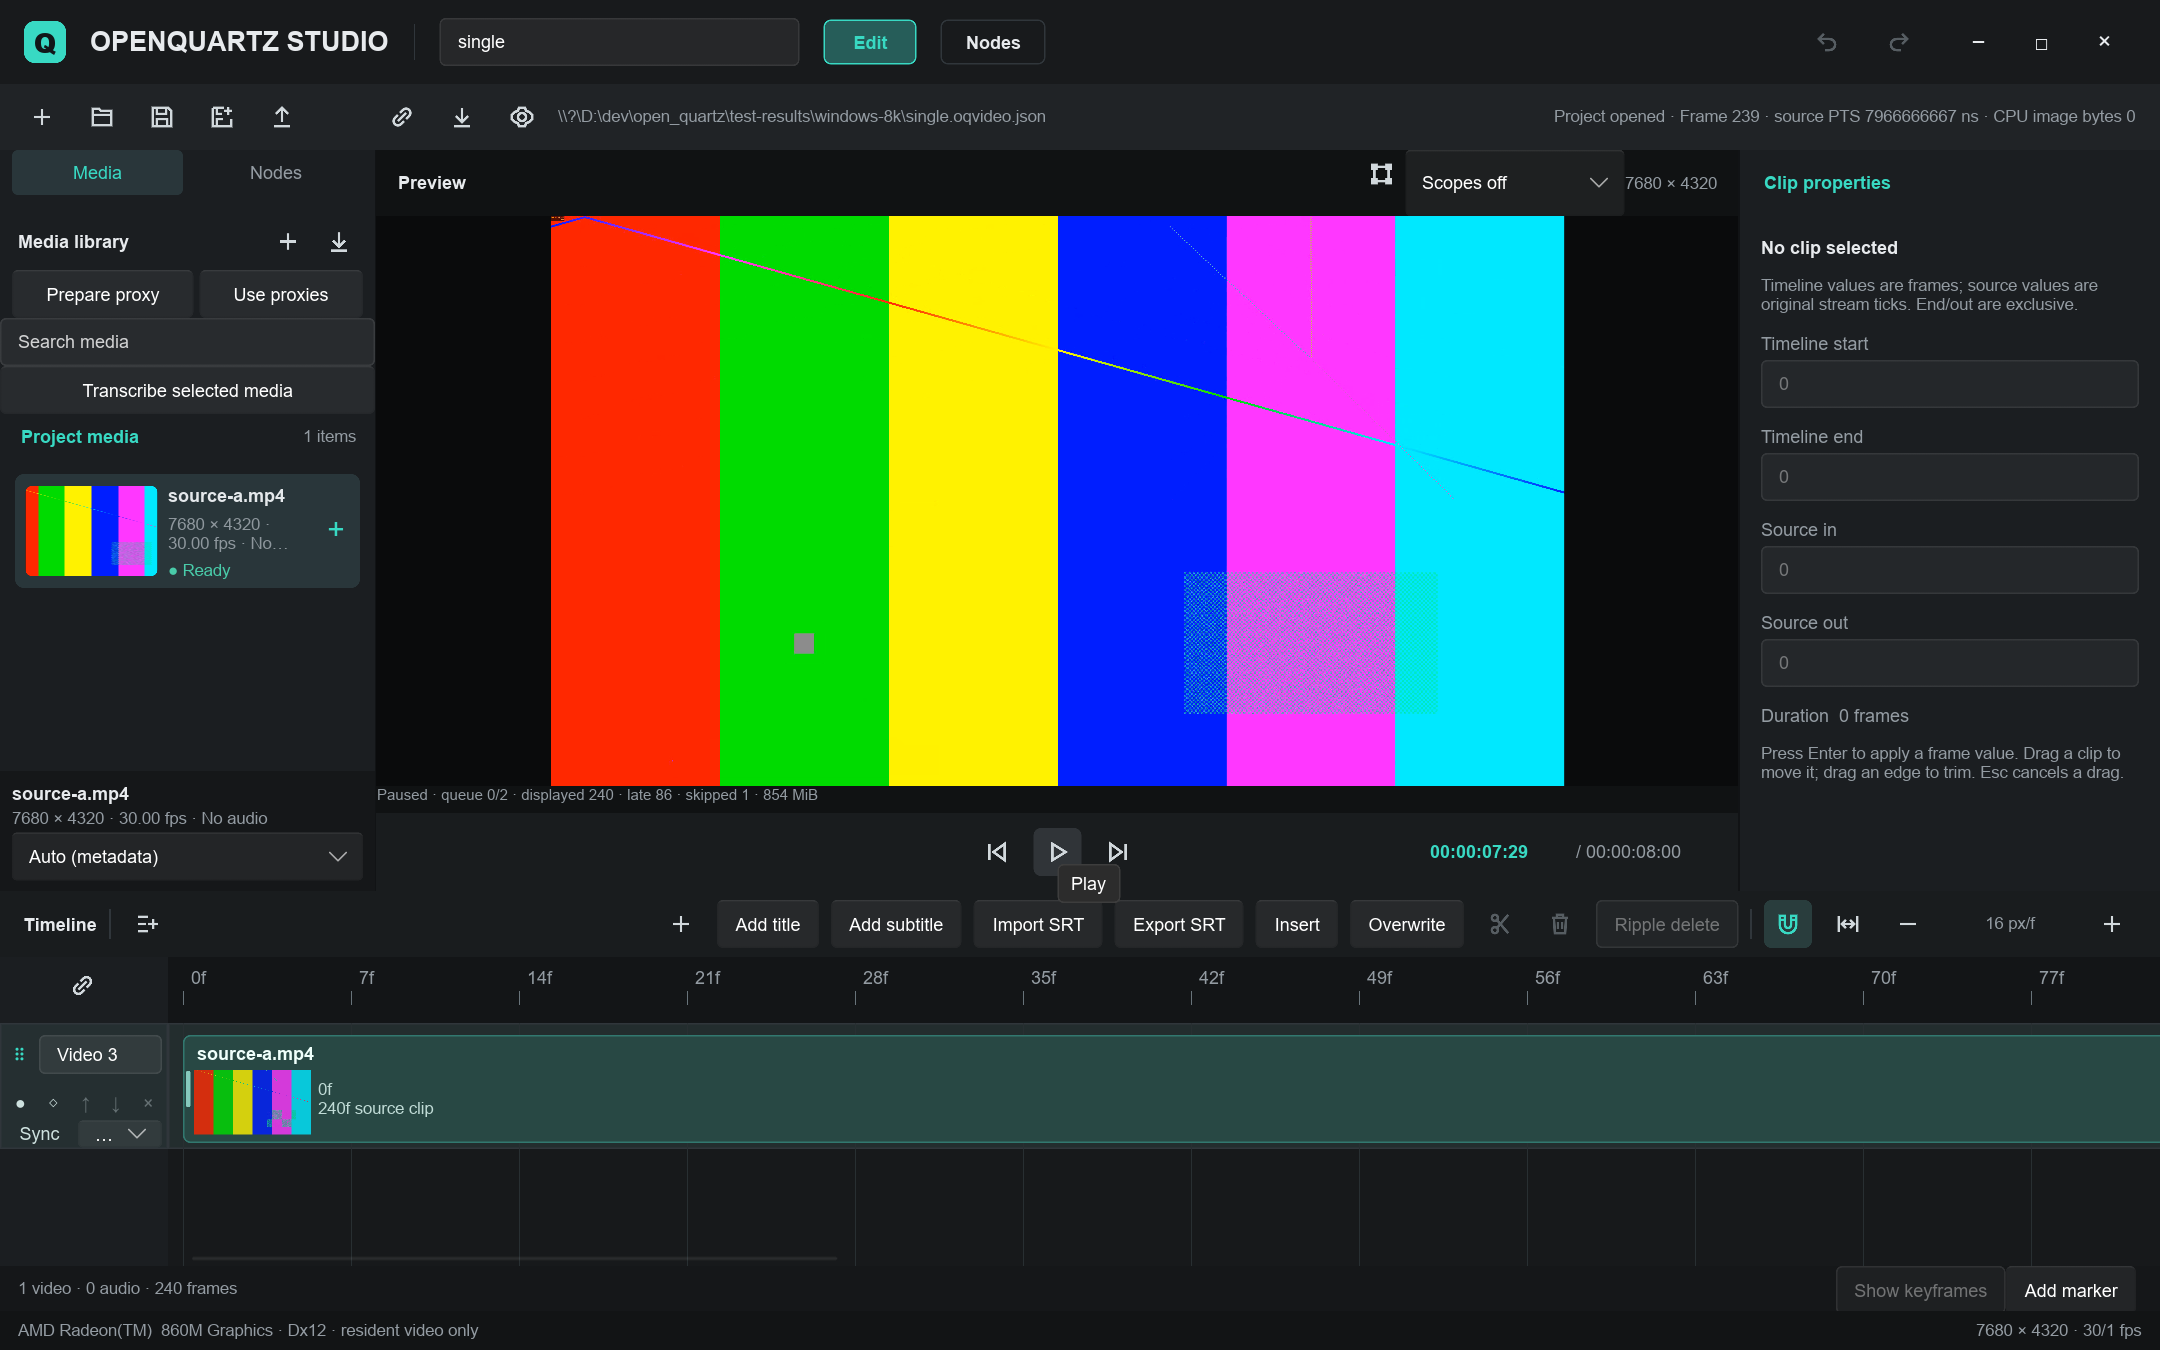 Q OPENQUARTZ STUDIO single Edit Nodes
\\?\D:\dev\open_quartz\test-results\windows-8k\single.oqvideo.json
Project opened · Frame 239 · source PTS 7966666667 ns · CPU image bytes 0
Media Nodes
Media library
Prepare proxy Use proxies
Search media
Transcribe selected media
Project media 1 items
source-a.mp4
7680 × 4320 ·
30.00 fps · No…
● Ready
source-a.mp4
7680 × 4320 · 30.00 fps · No audio
Auto (metadata)
Preview Scopes off 7680 × 4320
Paused · queue 0/2 · displayed 240 · late 86 · skipped 1 · 854 MiB
00:00:07:29 / 00:00:08:00
Play
Clip properties
No clip selected
Timeline values are frames; source values are
original stream ticks. End/out are exclusive.
Timeline start
0
Timeline end
0
Source in
0
Source out
0
Duration 0 frames
Press Enter to apply a frame value. Drag a clip to
move it; drag an edge to trim. Esc cancels a drag.
Timeline Add title Add subtitle Import SRT Export SRT Insert Overwrite Ripple delete 16 px/f
0f 7f 14f 21f 28f 35f 42f 49f 56f 63f 70f 77f
Video 3
Sync ...
source-a.mp4
0f
240f source clip
1 video · 0 audio · 240 frames
Show keyframes Add marker
AMD Radeon(TM) 860M Graphics · Dx12 · resident video only
7680 × 4320 · 30/1 fps